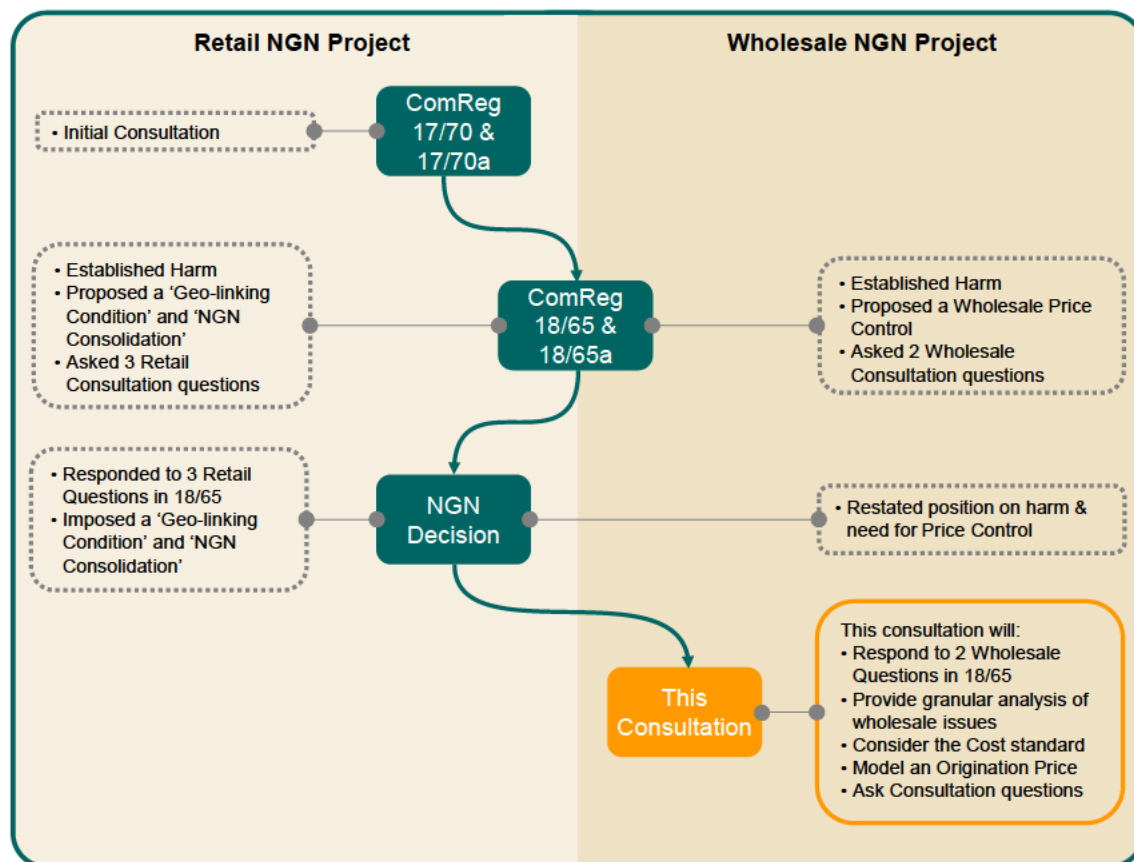 Retail NGN Project
Wholesale NGN Project
ComReg
17/70 &
17/70a
• Initial Consultation
• Established Harm
• Proposed a ‘Geo-linking
Condition’ and ‘NGN
Consolidation’
• Asked 3 Retail
Consultation questions
ComReg
18/65 &
18/65a
• Established Harm
• Proposed a Wholesale Price
Control
• Asked 2 Wholesale
Consultation questions
• Responded to 3 Retail
Questions in 18/65
• Imposed a ‘Geo-linking
Condition’ and ‘NGN
Consolidation’
NGN
Decision
• Restated position on harm &
need for Price Control
This
Consultation
This consultation will:
• Respond to 2 Wholesale
Questions in 18/65
• Provide granular analysis of
wholesale issues
• Consider the Cost standard
• Model an Origination Price
• Ask Consultation questions